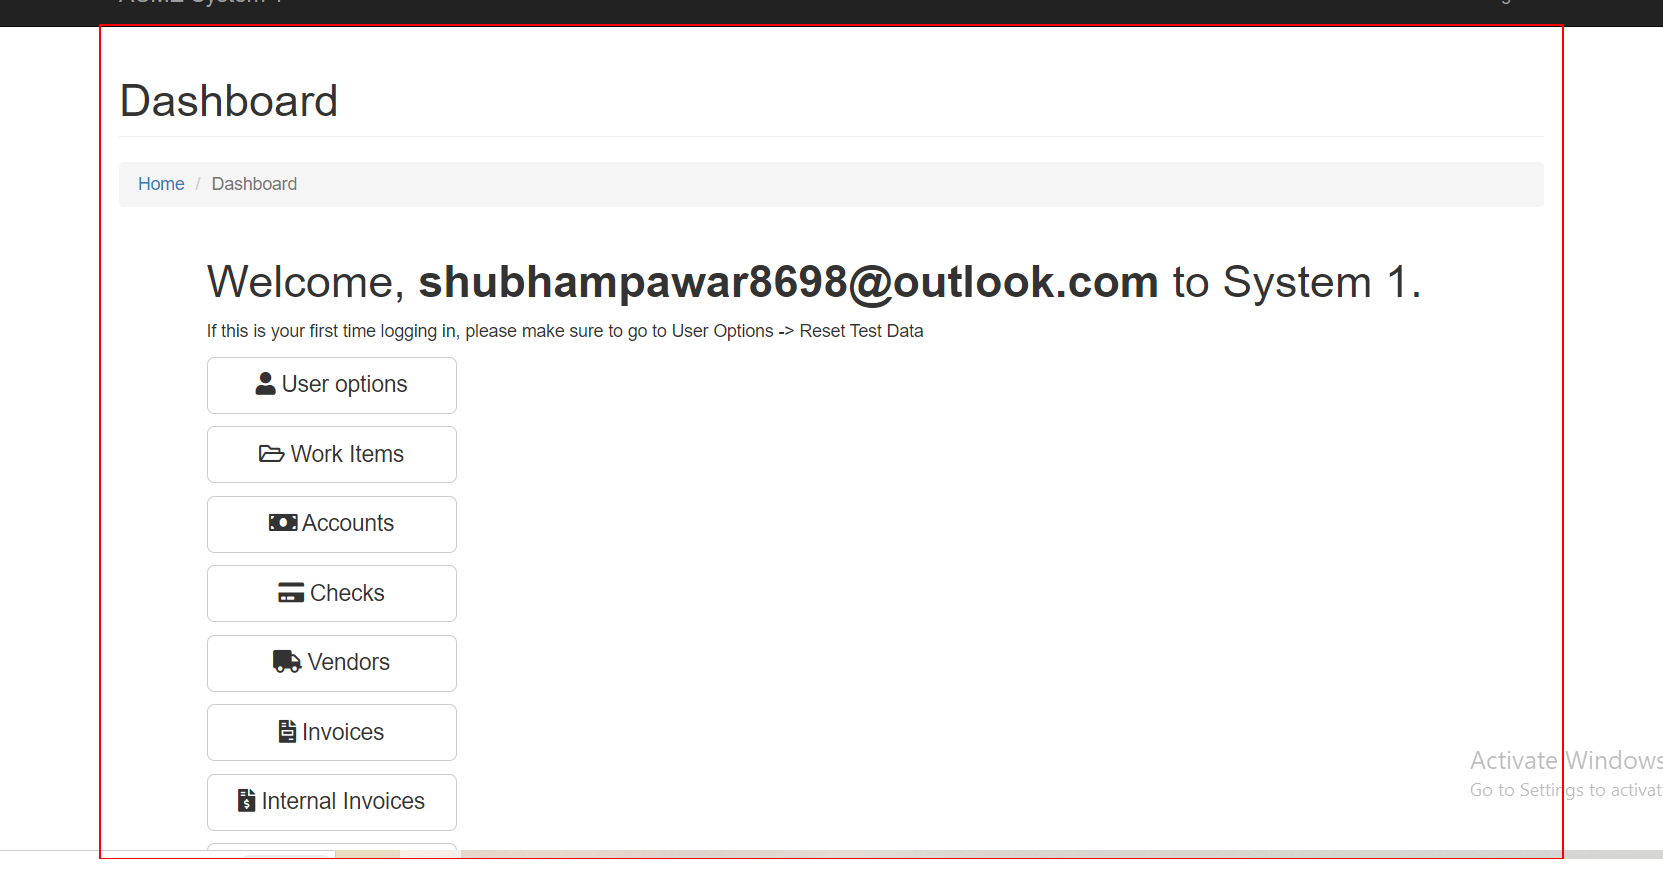 Dashboard
Home / Dashboard
Welcome, shubhampawar8698@outlook.com to System 1.
If this is your first time logging in, please make sure to go to User Options -> Reset Test Data
User options
Work Items
Accounts
Checks
Vendors
Invoices
Internal Invoices
Activate Windows
Go to Settings to activat